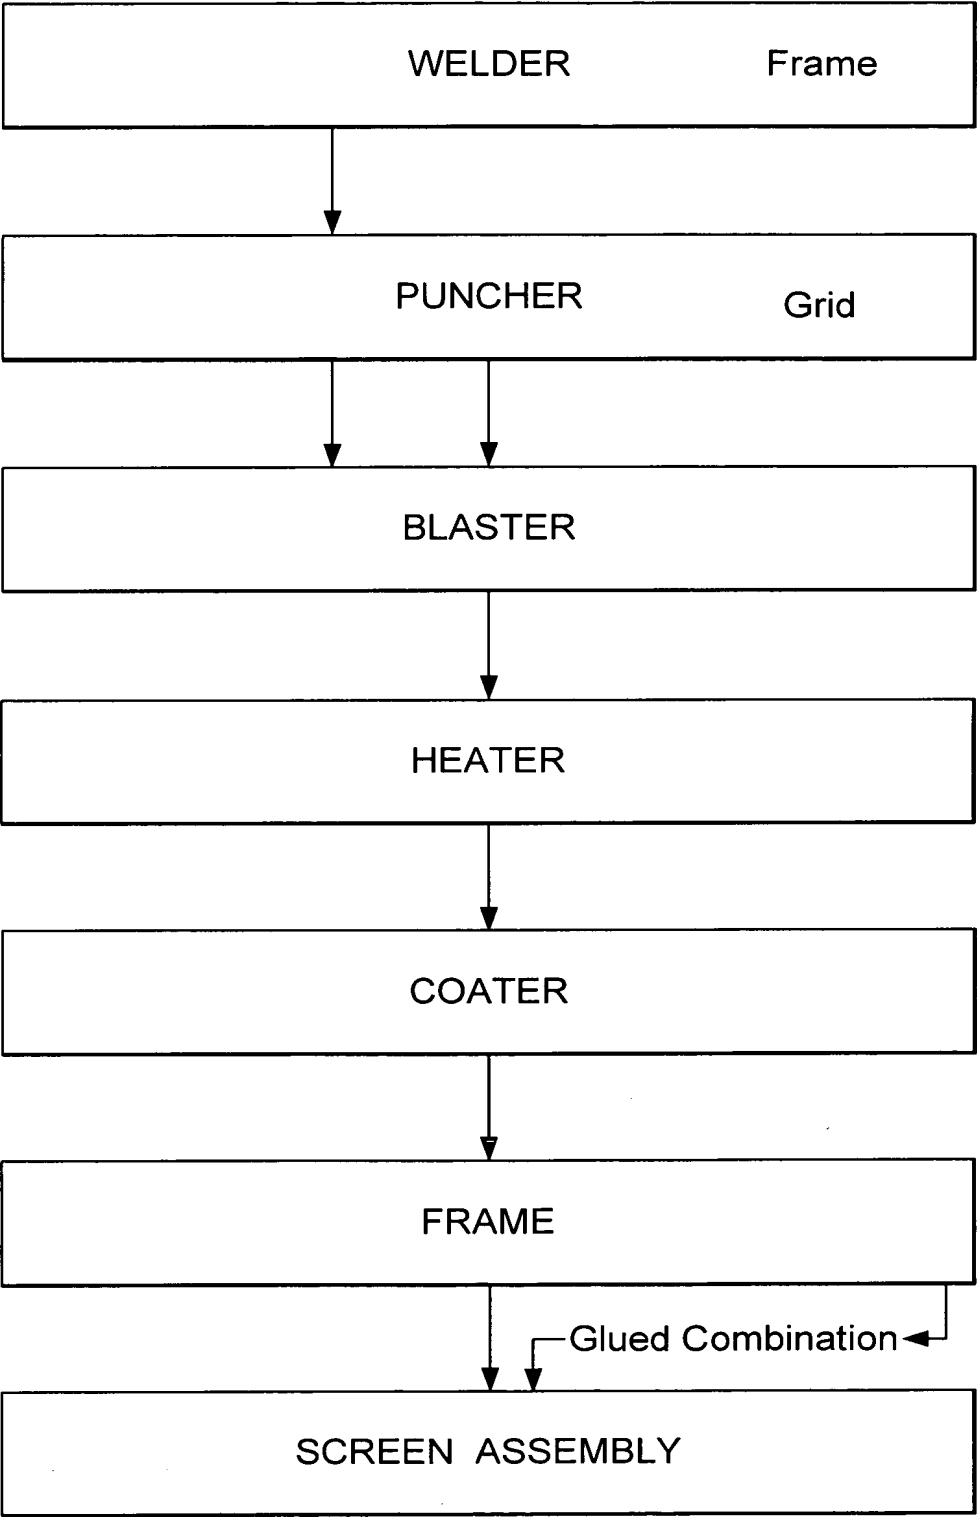 WELDER Frame
PUNCHER Grid
BLASTER
HEATER
COATER
FRAME
Glued Combination
SCREEN ASSEMBLY